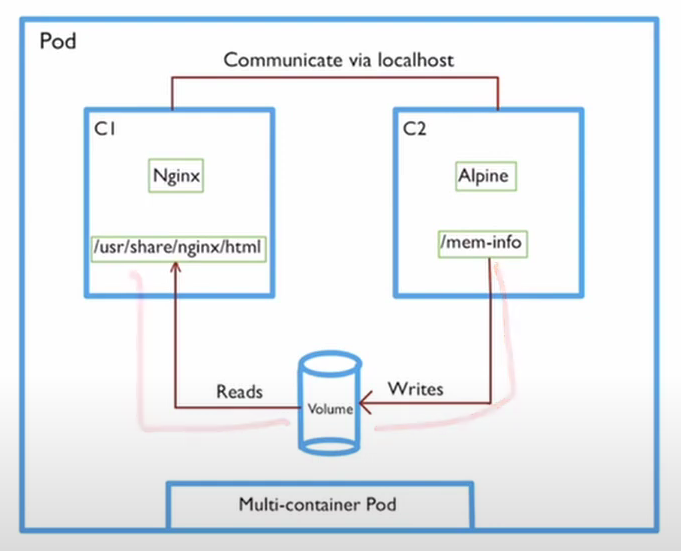 Pod
Communicate via localhost
C1
C2
Nginx
Alpine
/usr/share/nginx/html
/mem-info
Reads
Writes
Volume
Multi-container Pod